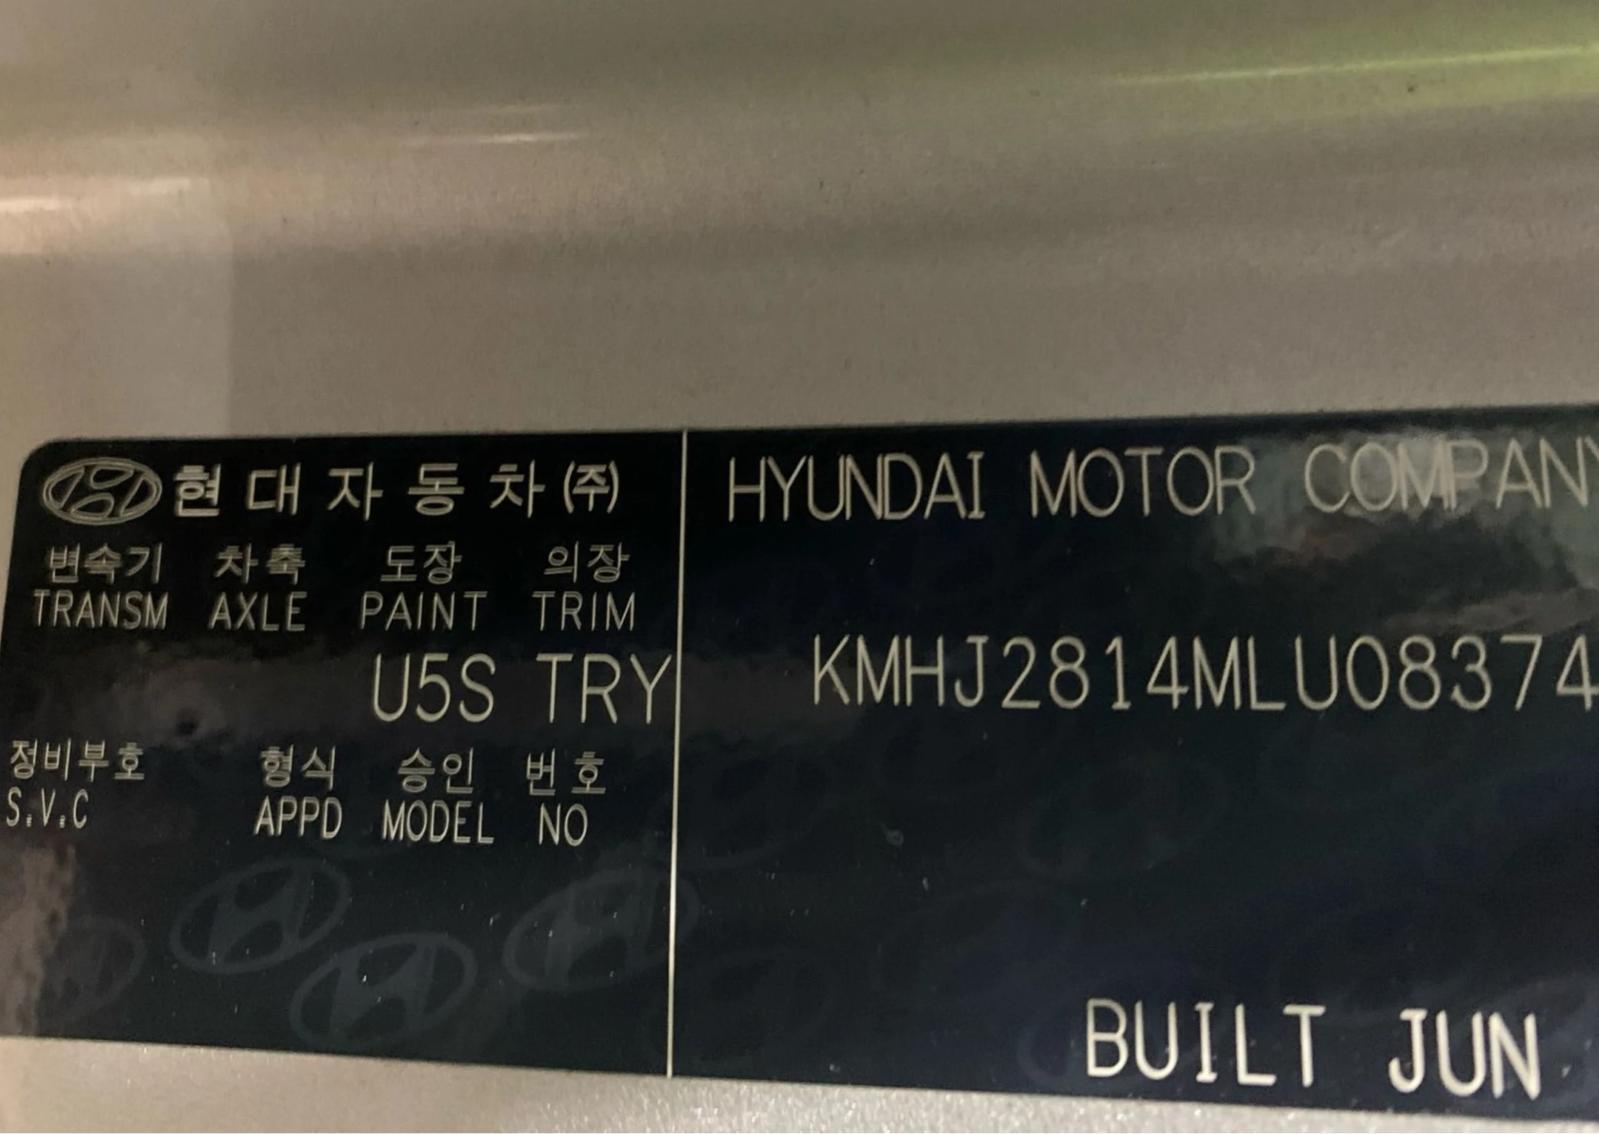 현대자동차(주)
HYUNDAI MOTOR COMPANY
변속기 차축 도장 의장
TRANSM AXLE PAINT TRIM
U5S TRY
KMHJ2814MLU08374
정비부호 형식 승인 번호
S.V.C APPD MODEL NO
BUILT JUN